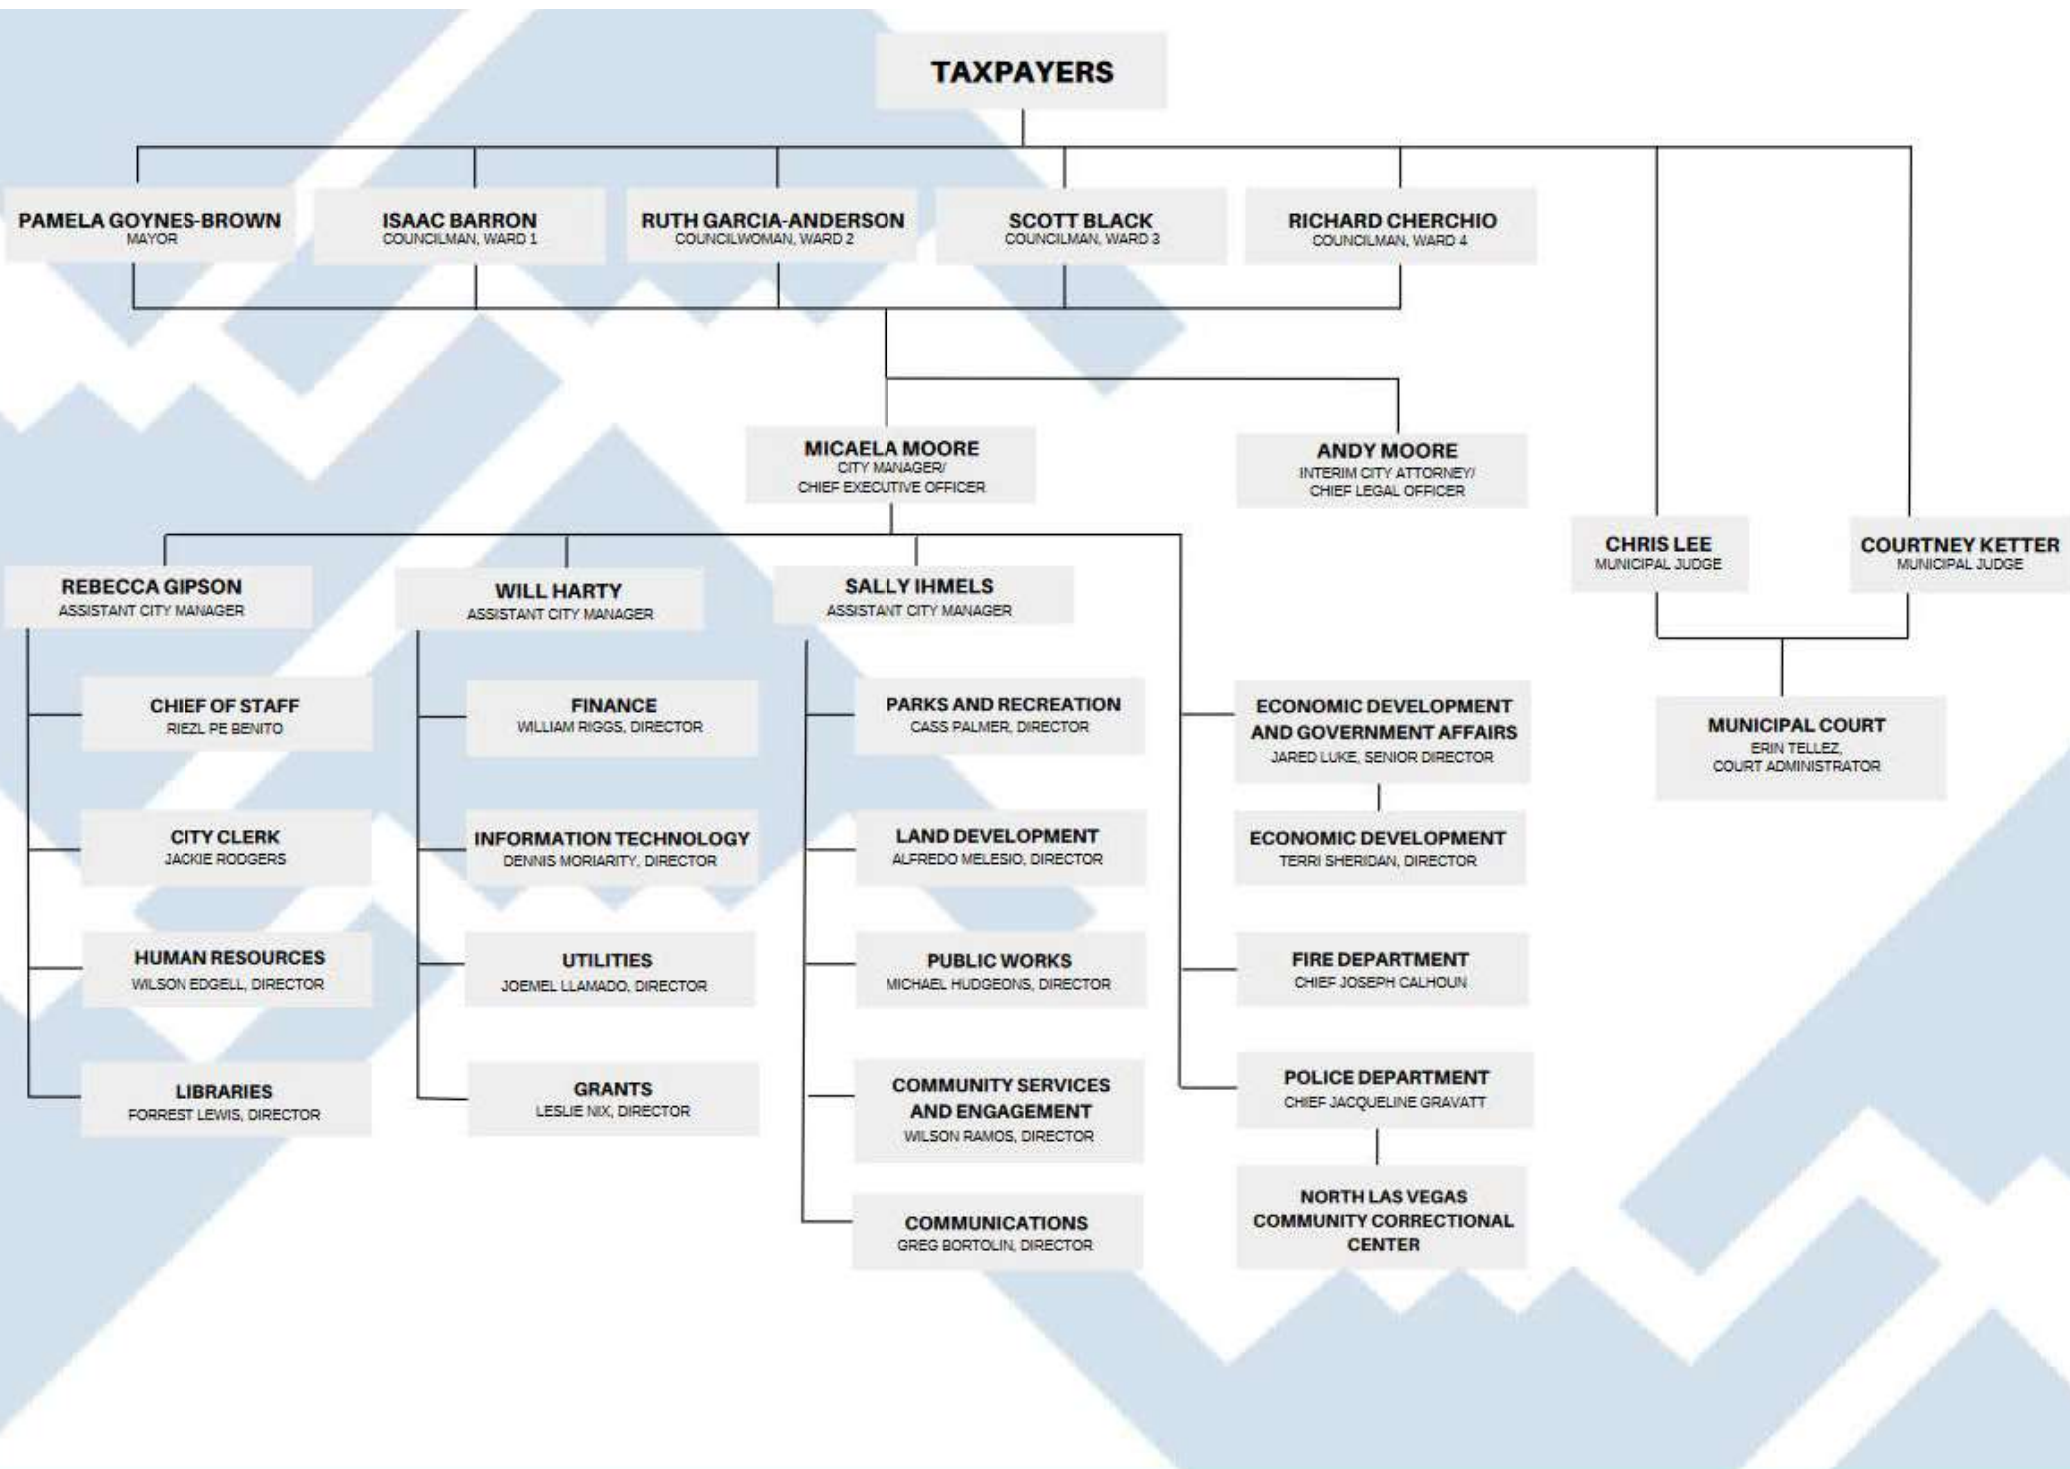 TAXPAYERS
PAMELA GOYNES-BROWN
MAYOR
ISAAC BARRON
COUNCILMAN, WARD 1
RUTH GARCIA-ANDERSON
COUNCILWOMAN, WARD 2
SCOTT BLACK
COUNCILMAN, WARD 3
RICHARD CHERCHIO
COUNCILMAN, WARD 4
MICAELA MOORE
CITY MANAGER/
CHIEF EXECUTIVE OFFICER
ANDY MOORE
INTERIM CITY ATTORNEY/
CHIEF LEGAL OFFICER
CHRIS LEE
MUNICIPAL JUDGE
COURTNEY KETTER
MUNICIPAL JUDGE
REBECCA GIPSON
ASSISTANT CITY MANAGER
WILL HARTY
ASSISTANT CITY MANAGER
SALLY IHMELS
ASSISTANT CITY MANAGER
CHIEF OF STAFF
RIEZL PE BENITO
CITY CLERK
JACKIE RODGERS
HUMAN RESOURCES
WILSON EDGELL, DIRECTOR
LIBRARIES
FORREST LEWIS, DIRECTOR
FINANCE
WILLIAM RIGGS, DIRECTOR
INFORMATION TECHNOLOGY
DENNIS MORIARITY, DIRECTOR
UTILITIES
JOEMEL LLAMADO, DIRECTOR
GRANTS
LESLIE NIX, DIRECTOR
PARKS AND RECREATION
CASS PALMER, DIRECTOR
LAND DEVELOPMENT
ALFREDO MELESIO, DIRECTOR
PUBLIC WORKS
MICHAEL HUDGEONS, DIRECTOR
COMMUNITY SERVICES
AND ENGAGEMENT
WILSON RAMOS, DIRECTOR
COMMUNICATIONS
GREG BORTOLIN, DIRECTOR
ECONOMIC DEVELOPMENT
AND GOVERNMENT AFFAIRS
JARED LUKE, SENIOR DIRECTOR
ECONOMIC DEVELOPMENT
TERRI SHERIDAN, DIRECTOR
FIRE DEPARTMENT
CHIEF JOSEPH CALHOUN
POLICE DEPARTMENT
CHIEF JACQUELINE GRAVATT
NORTH LAS VEGAS
COMMUNITY CORRECTIONAL
CENTER
MUNICIPAL COURT
ERIN TELLEZ,
COURT ADMINISTRATOR